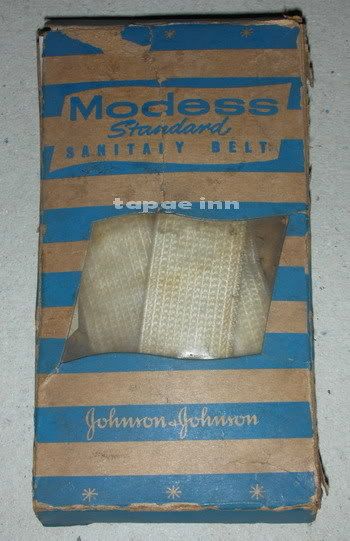 Modess
Standard
SANITARY BELT
tapae inn
Johnson & Johnson